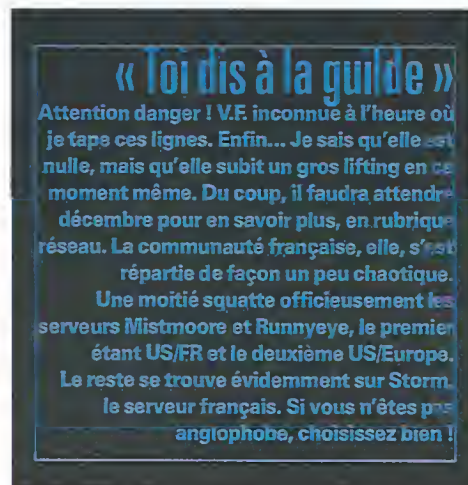 « Toi dis à la guilde »
Attention danger ! V.F. inconnue à l'heure où
je tape ces lignes. Enfin... Je sais qu'elle est
nulle, mais qu'elle subit un gros lifting en ce
moment même. Du coup, il faudra attendre
décembre pour en savoir plus, en rubrique
réseau. La communauté française, elle, s'est
répartie de façon un peu chaotique.
Une moitié squatte officieusement les
serveurs Mistmoore et Runnyeye, le premier
étant US/FR et le deuxième US/Europe.
Le reste se trouve évidemment sur Storm,
le serveur français. Si vous n'êtes pas
anglophobe, choisissez bien !